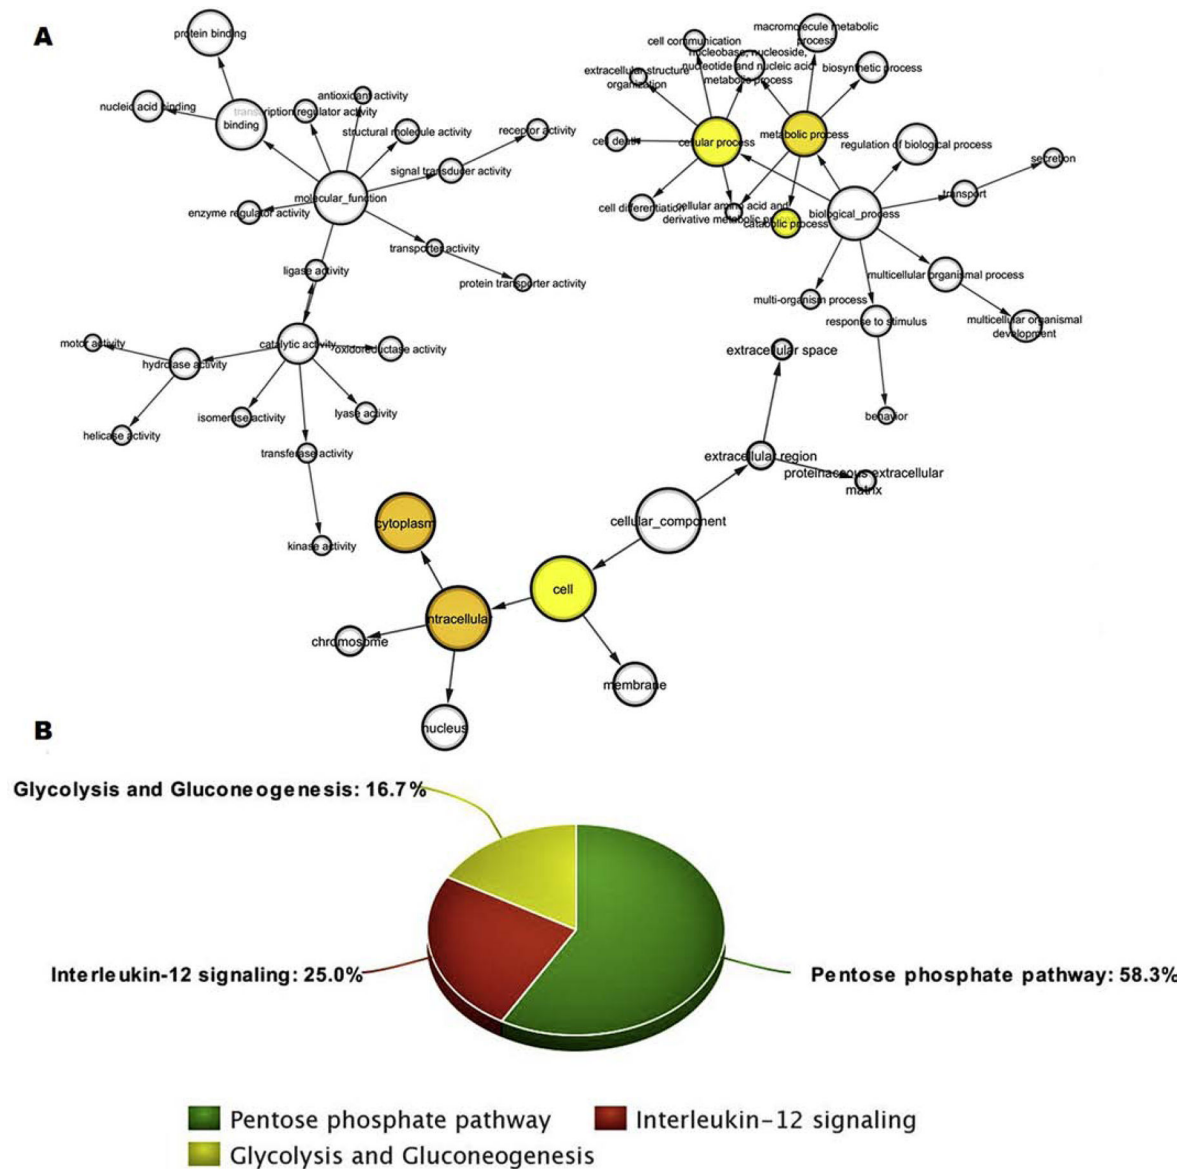 A
protein binding
nucleic acid binding
binding
transcription regulator activity
antioxidant activity
structural molecule activity
receptor activity
signal transducer activity
molecular_function
enzyme regulator activity
transporter activity
protein transporter activity
ligase activity
motor activity
hydrolase activity
catalytic activity
oxidoreductase activity
helicase activity
isomerase activity
lyase activity
transferase activity
kinase activity
cell communication
macromolecule metabolic
process
nucleobase, nucleoside,
nucleotide and nucleic acid
metabolic process
biosynthetic process
extracellular structure
organization
cell death
cellular process
metabolic process
regulation of biological process
secretion
transport
cell differentiation
cellular amino acid and
derivative metabolic
catabolic process
biological_process
multicellular organismal process
multi-organism process
response to stimulus
multicellular organismal
development
behavior
extracellular space
extracellular region
proteinaceous extracellular
matrix
cellular_component
cytoplasm
cell
intracellular
chromosome
membrane
nucleus
B
Glycolysis and Gluconeogenesis: 16.7%
Interleukin-12 signaling: 25.0%
Pentose phosphate pathway: 58.3%
Pentose phosphate pathway
Interleukin-12 signaling
Glycolysis and Gluconeogenesis